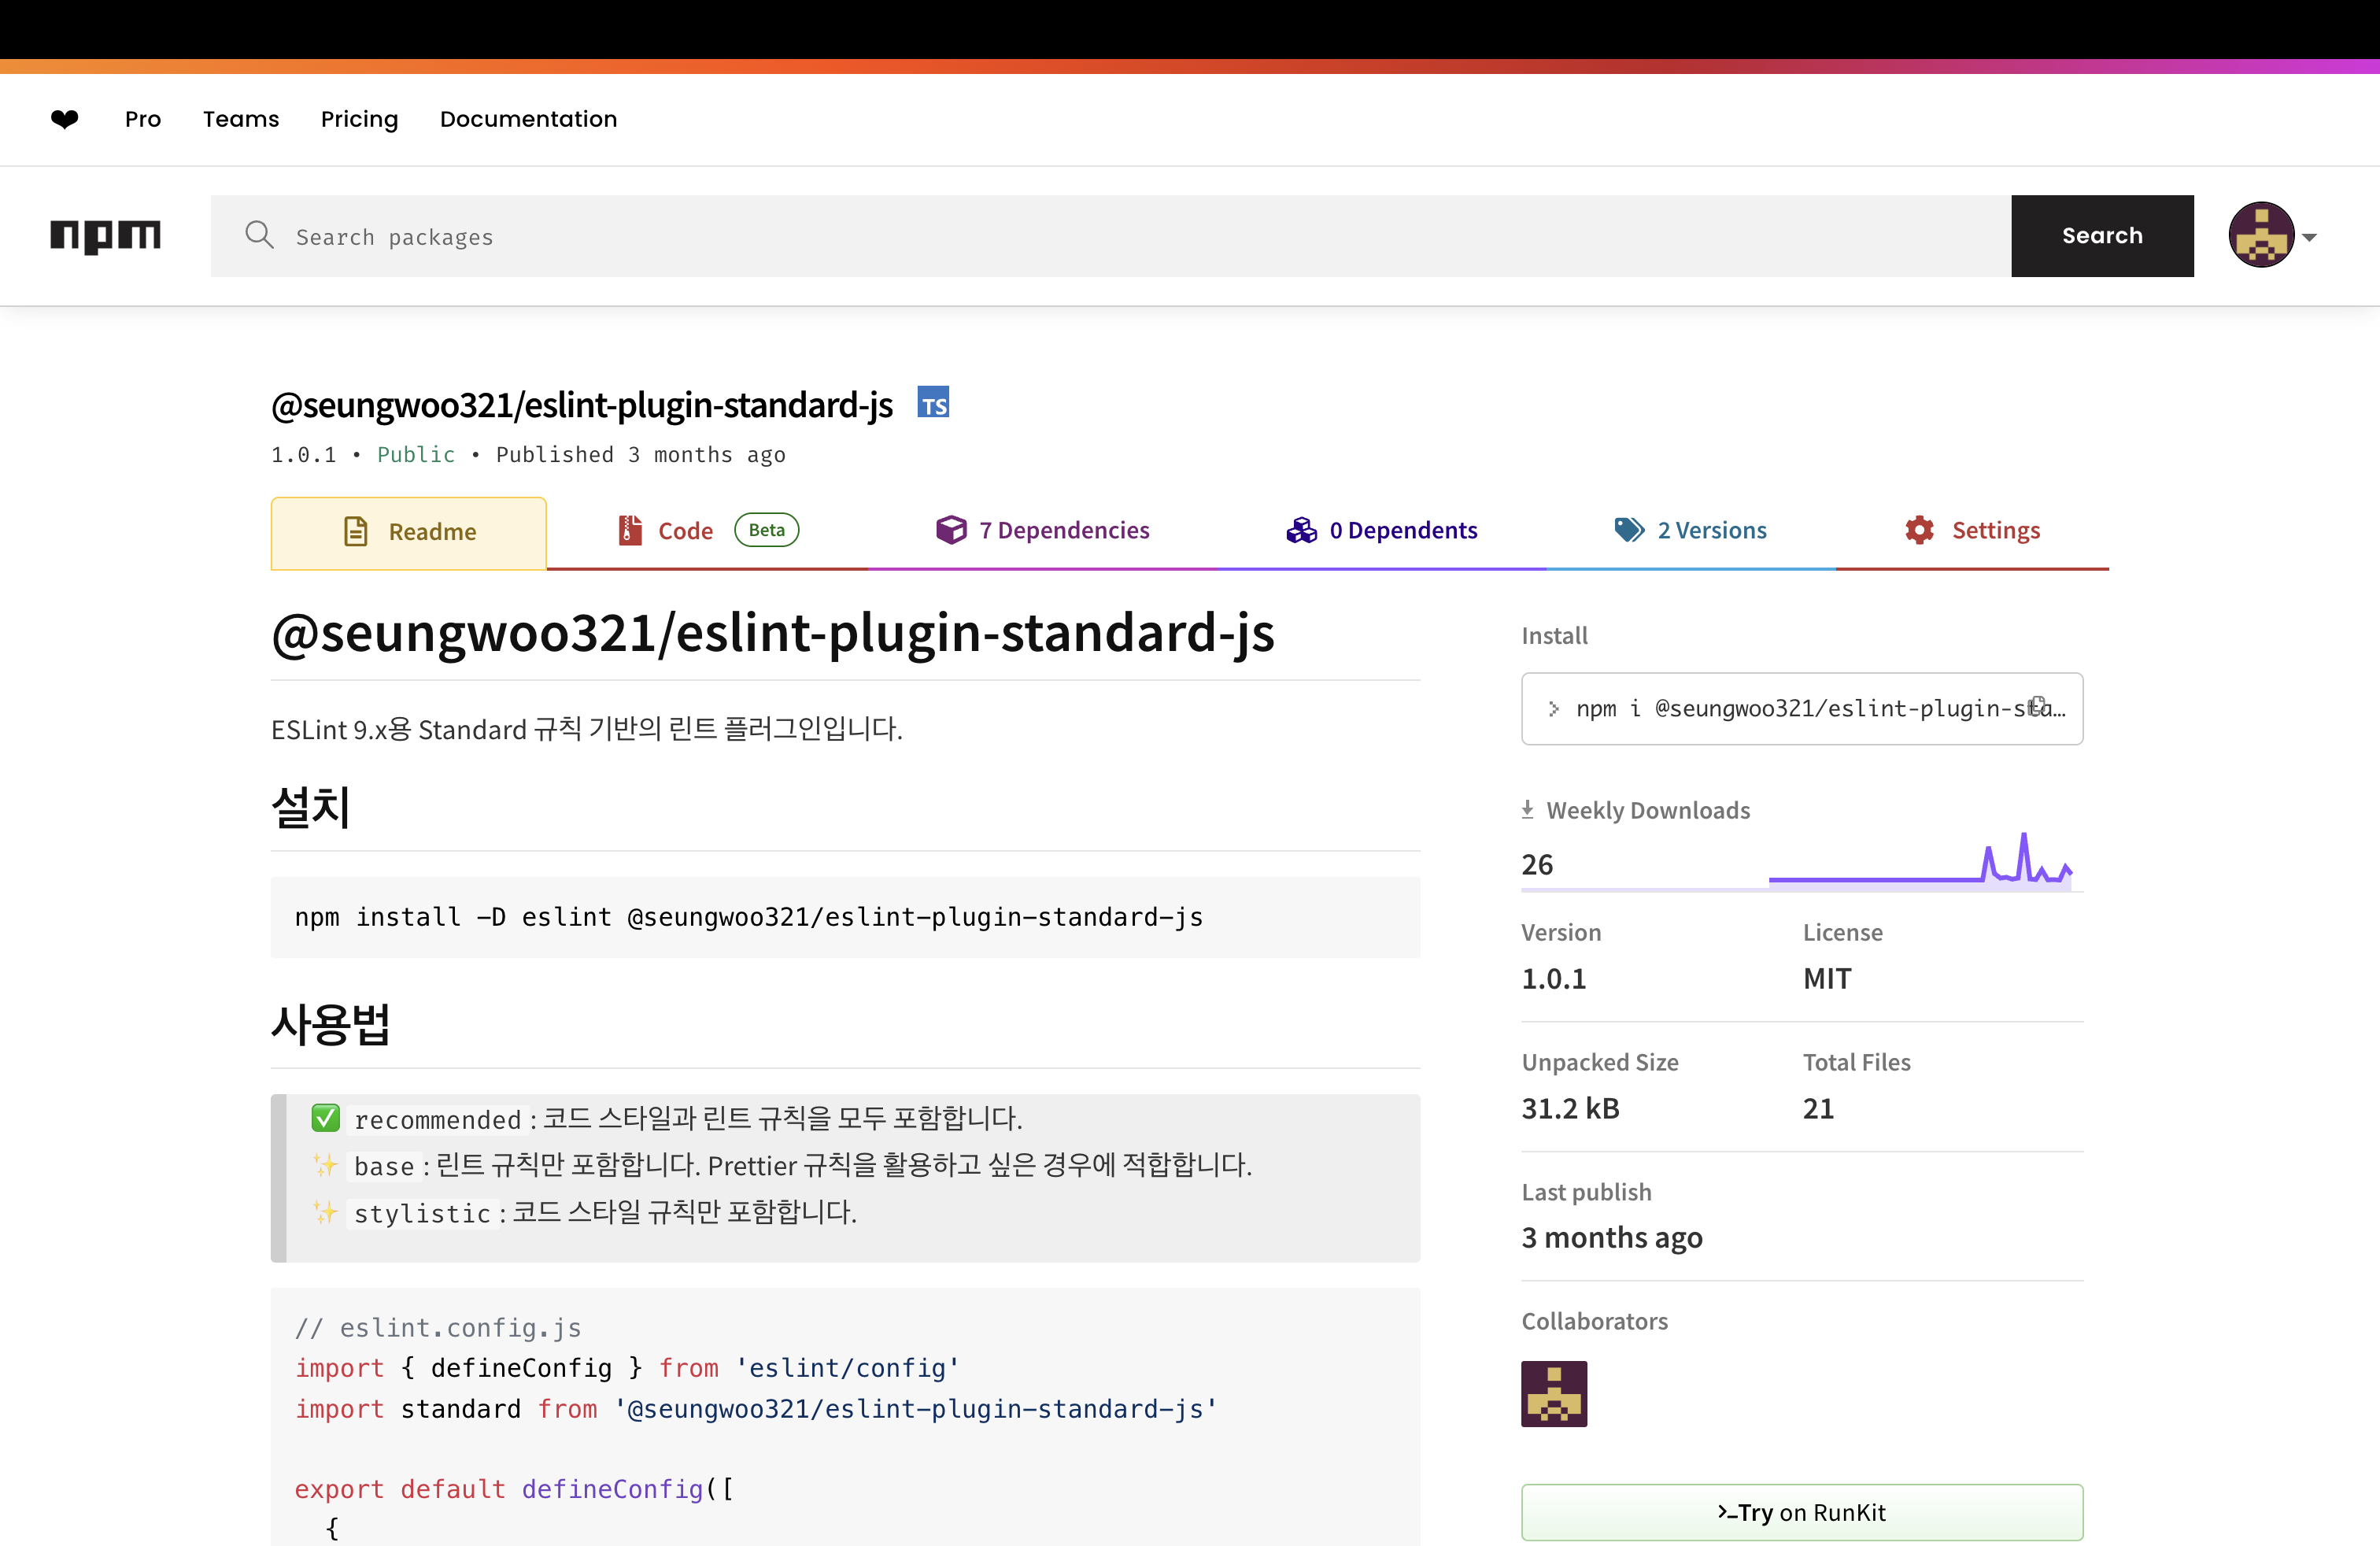 Pro Teams Pricing Documentation
npm Search packages Search
@seungwoo321/eslint-plugin-standard-js TS
1.0.1 • Public • Published 3 months ago
Readme Code Beta 7 Dependencies 0 Dependents 2 Versions Settings
@seungwoo321/eslint-plugin-standard-js
ESLint 9.x용 Standard 규칙 기반의 린트 플러그인입니다.
설치
npm install -D eslint @seungwoo321/eslint-plugin-standard-js
사용법
✅ recommended : 코드 스타일과 린트 규칙을 모두 포함합니다.
✨ base : 린트 규칙만 포함합니다. Prettier 규칙을 활용하고 싶은 경우에 적합합니다.
✨ stylistic : 코드 스타일 규칙만 포함합니다.
// eslint.config.js
import { defineConfig } from 'eslint/config'
import standard from '@seungwoo321/eslint-plugin-standard-js'
export default defineConfig([
{
Install
npm i @seungwoo321/eslint-plugin-sta…
Weekly Downloads
26
Version License
1.0.1 MIT
Unpacked Size Total Files
31.2 kB 21
Last publish
3 months ago
Collaborators
Try on RunKit